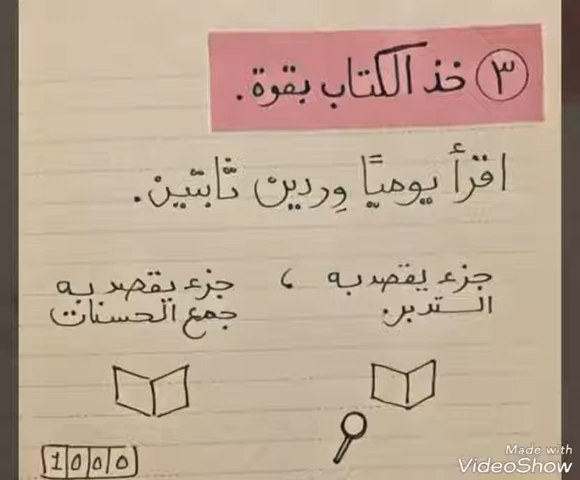 ٣ خذ الكتاب بقوة.
اقرأ يوميًا وِردين ثابتين.
جزء يقصد به ، جزء يقصد به
التدبر. جمع الحسنات
1000
Made with
VideoShow